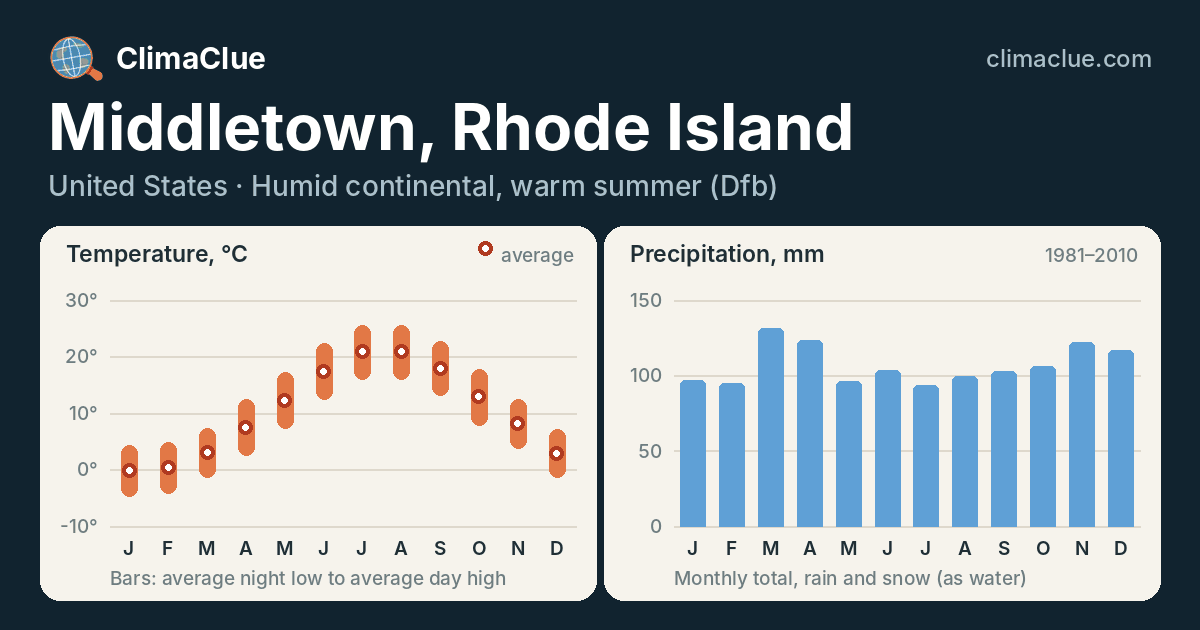 ClimaClue
climaclue.com
Middletown, Rhode Island
United States · Humid continental, warm summer (Dfb)
Temperature, °C
average
30°
20°
10°
0°
-10°
J F M A M J J A S O N D
Bars: average night low to average day high
Precipitation, mm
1981–2010
150
100
50
0
J F M A M J J A S O N D
Monthly total, rain and snow (as water)